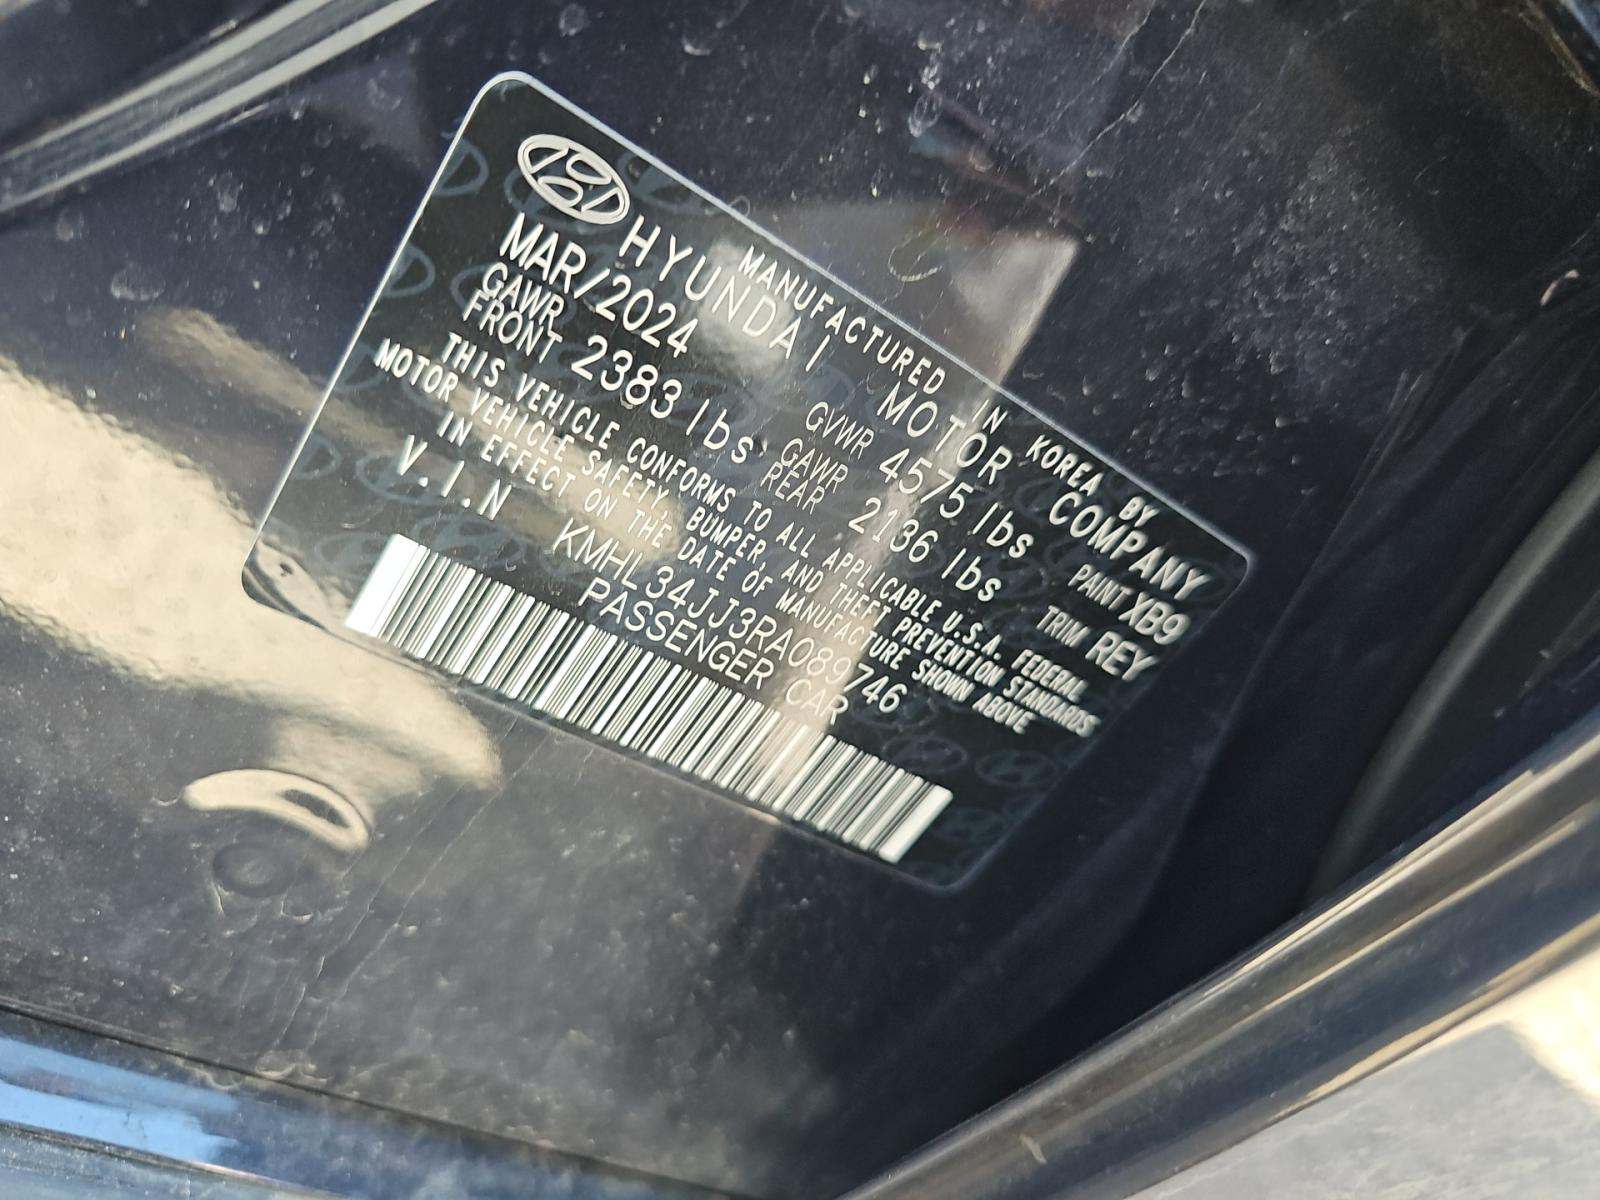 MANUFACTURED IN KOREA BY
HYUNDAI MOTOR COMPANY
MAR/2024 GVWR 4575 lbs PAINT XB9
GAWR FRONT 2383 lbs GAWR REAR 2136 lbs TRIM REY
THIS VEHICLE CONFORMS TO ALL APPLICABLE U.S.A. FEDERAL
MOTOR VEHICLE SAFETY, BUMPER, AND THEFT PREVENTION STANDARDS
IN EFFECT ON THE DATE OF MANUFACTURE SHOWN ABOVE
V.I.N KMHL34JJ3RA089746
PASSENGER CAR